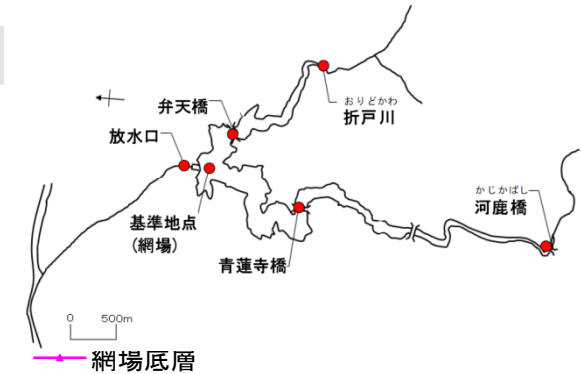 おりどかわ
折戸川
弁天橋
放水口
かじかばし
河鹿橋
基準地点
(網場)
青蓮寺橋
0 500m
網場底層